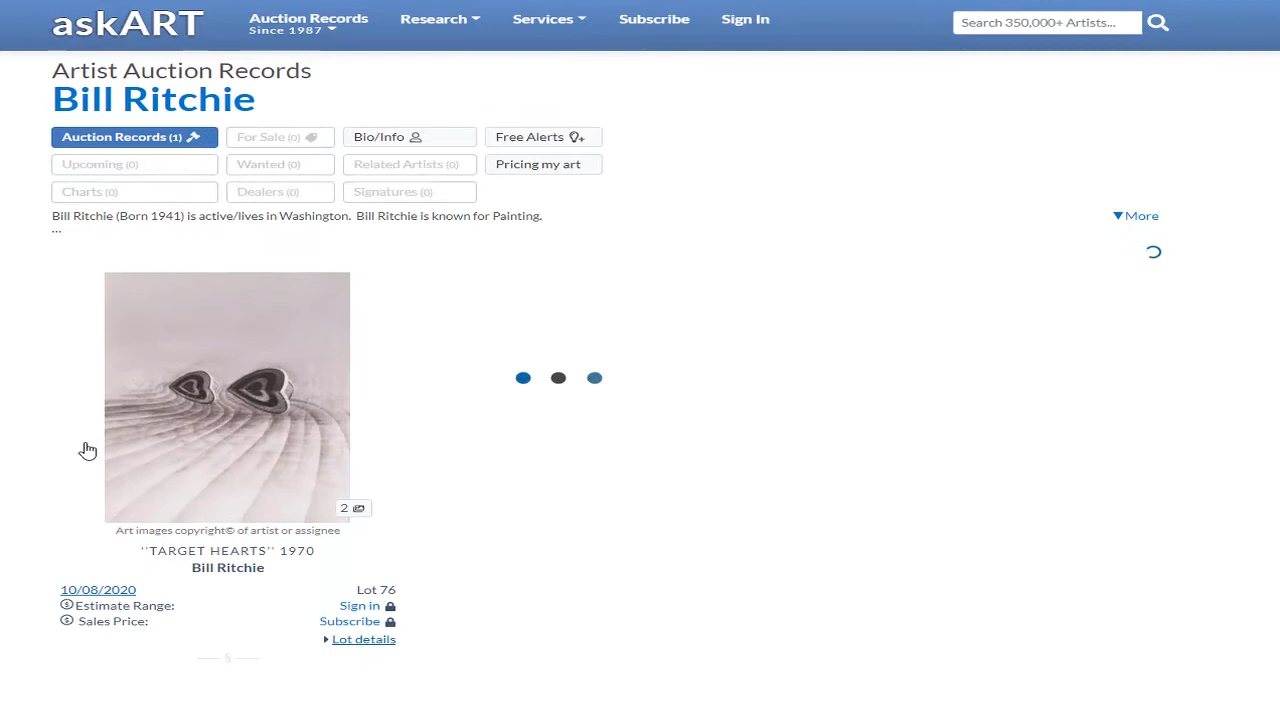 askART Auction Records Since 1987 Research Services Subscribe Sign In Search 350,000+ Artists...
Artist Auction Records
Bill Ritchie
Auction Records (1) For Sale (0) Bio/Info Free Alerts
Upcoming (0) Wanted (0) Related Artists (0) Pricing my art
Charts (0) Dealers (0) Signatures (0)
Bill Ritchie (Born 1941) is active/lives in Washington. Bill Ritchie is known for Painting. More
...
2
Art images copyright© of artist or assignee
''TARGET HEARTS'' 1970
Bill Ritchie
10/08/2020 Lot 76
Estimate Range: Sign in
Sales Price: Subscribe
Lot details
§